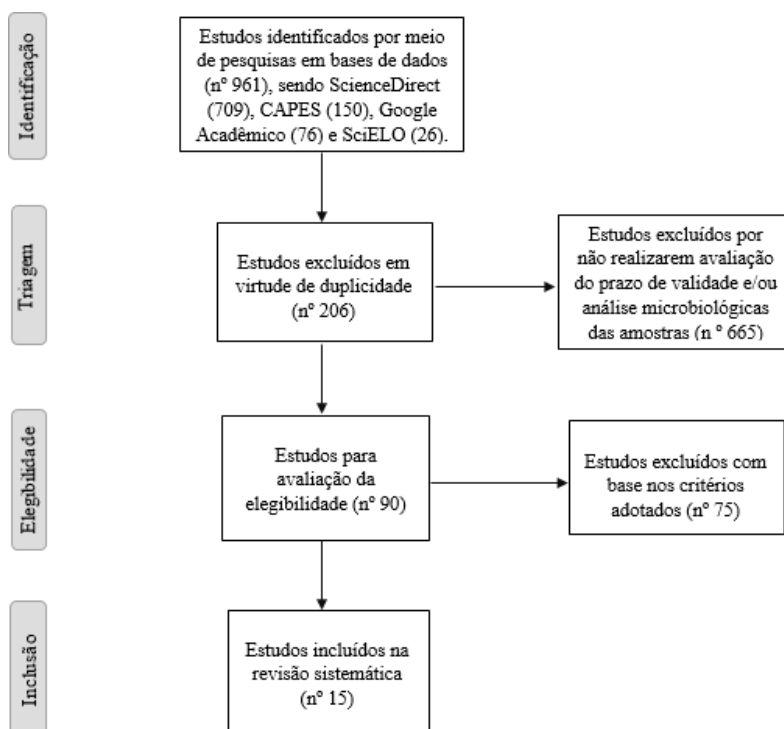 Identificação
Estudos identificados por meio
de pesquisas em bases de dados
(nº 961), sendo ScienceDirect
(709), CAPES (150), Google
Acadêmico (76) e SciELO (26).
Triagem
Estudos excluídos em
virtude de duplicidade
(nº 206)
Estudos excluídos por
não realizarem avaliação
do prazo de validade e/ou
análise microbiológicas
das amostras (n º 665)
Elegibilidade
Estudos para
avaliação da
elegibilidade (nº 90)
Estudos excluídos com
base nos critérios
adotados (nº 75)
Inclusão
Estudos incluídos na
revisão sistemática
(nº 15)